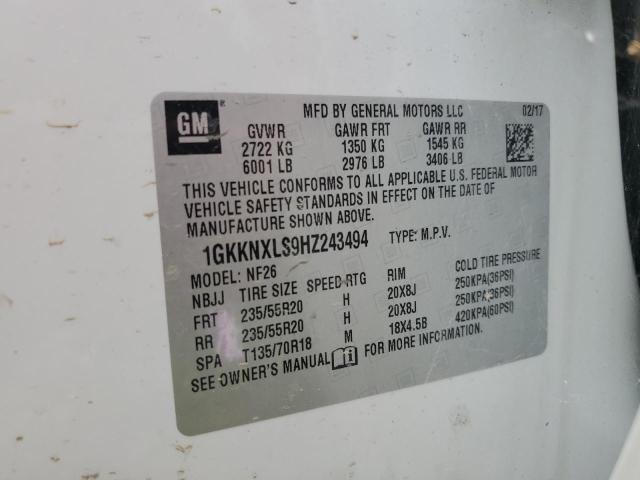 MFD BY GENERAL MOTORS LLC 02/17
GM
GVWR GAWR FRT GAWR RR
2722 KG 1350 KG 1545 KG
6001 LB 2976 LB 3406 LB
THIS VEHICLE CONFORMS TO ALL APPLICABLE U.S. FEDERAL MOTOR
VEHICLE SAFETY STANDARDS IN EFFECT ON THE DATE OF
MANUFACTURE SHOWN ABOVE.
1GKKNXLS9HZ243494 TYPE: M.P.V.
MODEL: NF26
NBJJ TIRE SIZE SPEED RTG RIM COLD TIRE PRESSURE
FRT 235/55R20 H 20X8J 250KPA(36PSI)
RR 235/55R20 H 20X8J 250KPA(36PSI)
SPA T135/70R18 M 18X4.5B 420KPA(60PSI)
SEE OWNER'S MANUAL FOR MORE INFORMATION.